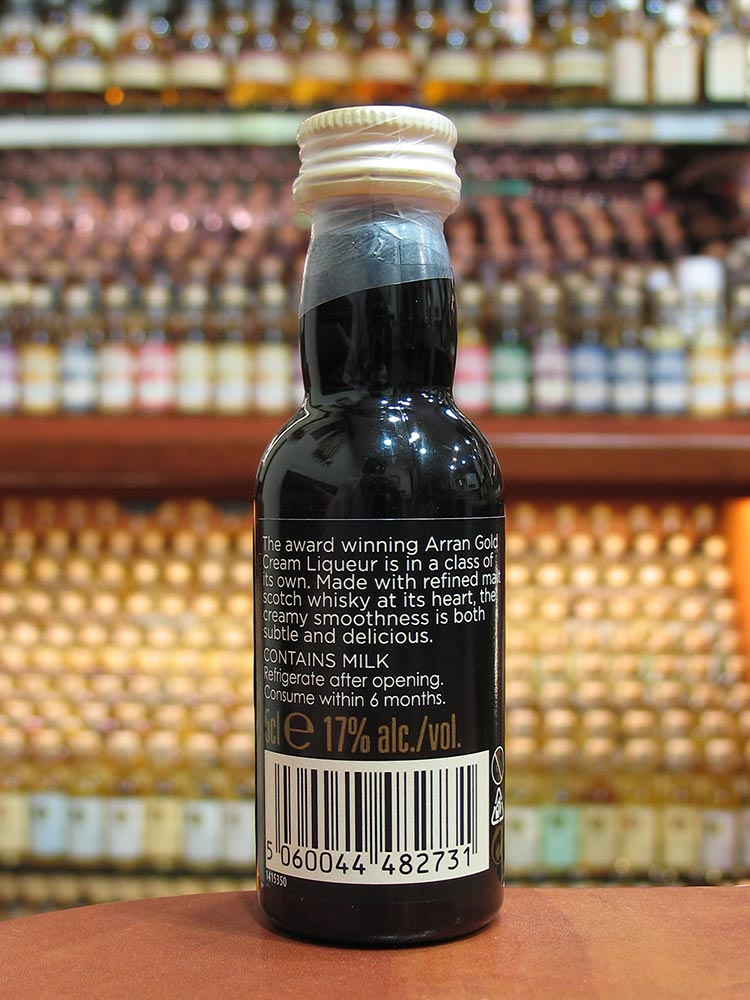 The award winning Arran Gold
Cream Liqueur is in a class of
its own. Made with refined malt
scotch whisky at its heart, the
creamy smoothness is both
subtle and delicious.
CONTAINS MILK
Refrigerate after opening.
Consume within 6 months.
5cl e 17% alc./vol.
5 060044 482731
1415350